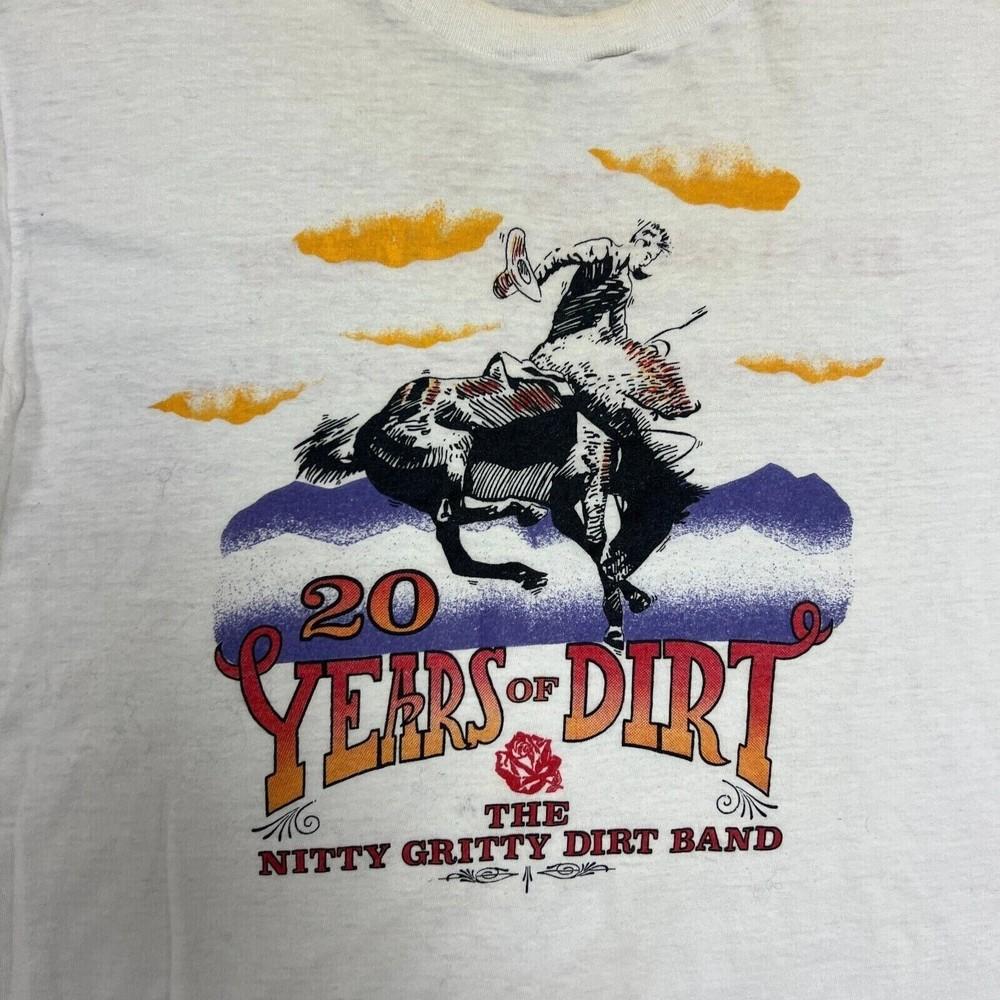 20
YEARS OF DIRT
THE
NITTY GRITTY DIRT BAND